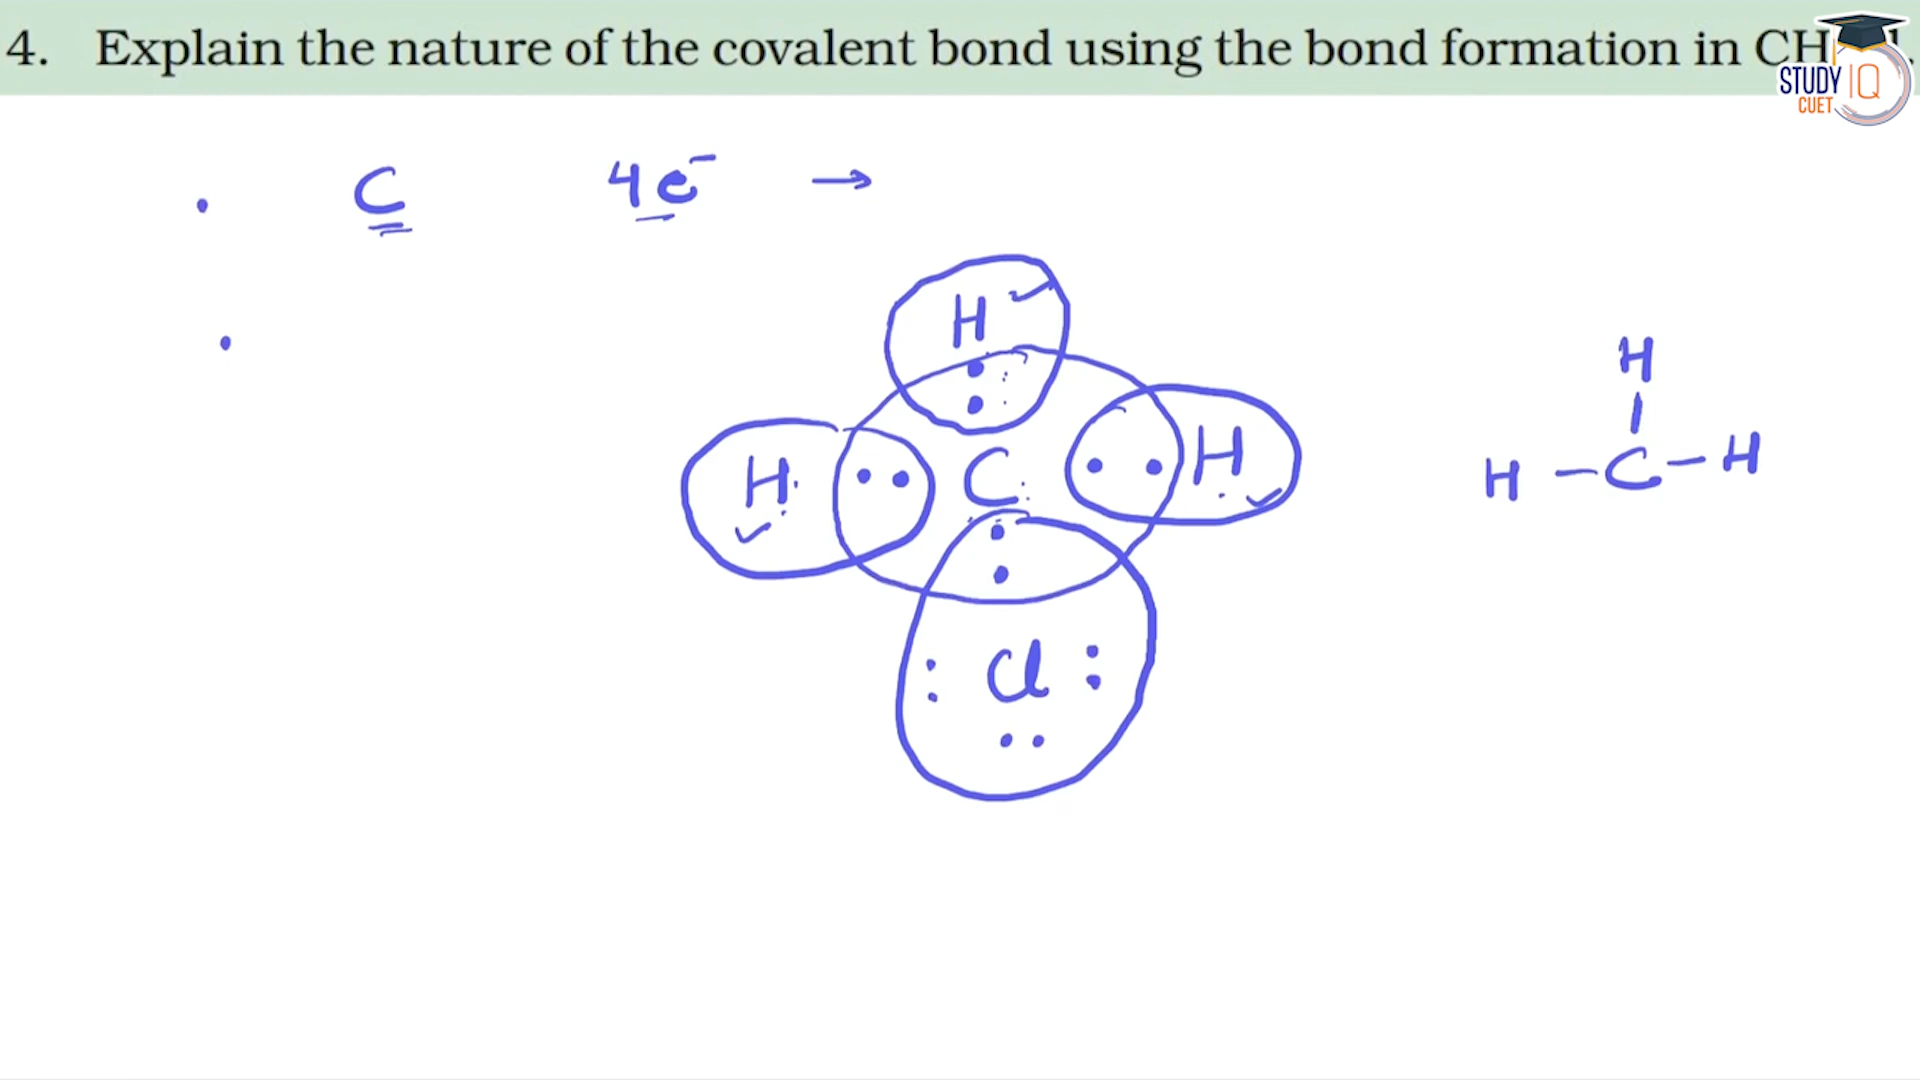 4. Explain the nature of the covalent bond using the bond formation in CH
STUDY IQ
CUET
C 4e⁻ →
H
H C H
Cl
H
H - C - H